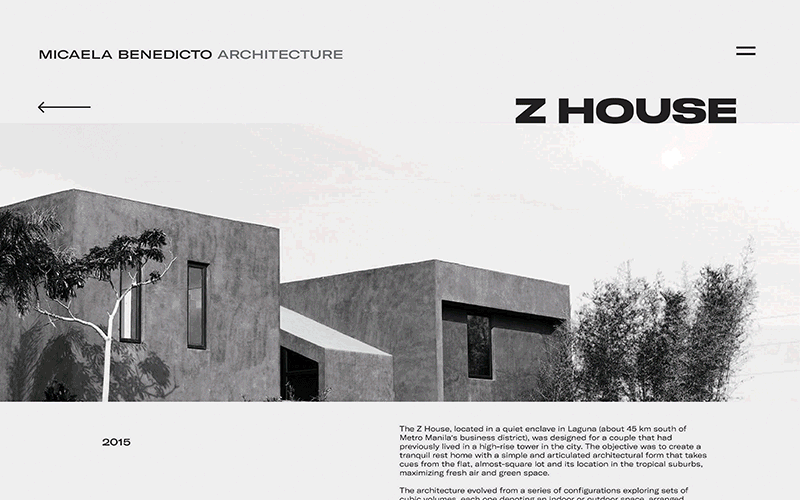 MICAELA BENEDICTO ARCHITECTURE
Z HOUSE
2015
The Z House, located in a quiet enclave in Laguna (about 45 km south of
Metro Manila's business district), was designed for a couple that had
previously lived in a high-rise tower in the city. The objective was to create a
tranquil rest home with a simple and articulated architectural form that takes
cues from the flat, almost-square lot and its location in the tropical suburbs,
maximizing fresh air and green space.
The architecture evolved from a series of configurations exploring sets of
cubic volumes, each one denoting an indoor or outdoor space, arranged